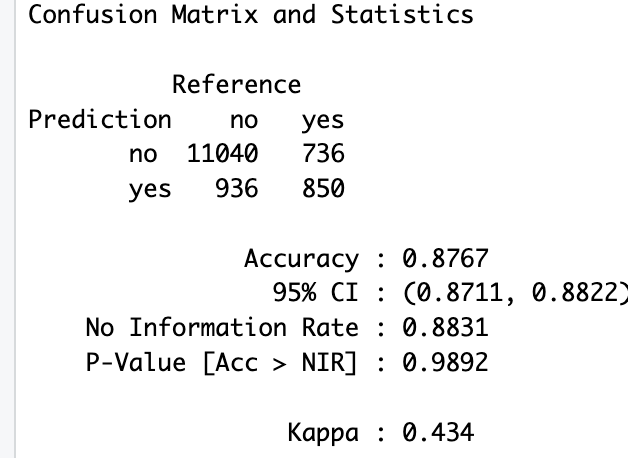 Confusion Matrix and Statistics
Reference
Prediction no yes
no 11040 736
yes 936 850
Accuracy : 0.8767
95% CI : (0.8711, 0.8822)
No Information Rate : 0.8831
P-Value [Acc > NIR] : 0.9892
Kappa : 0.434